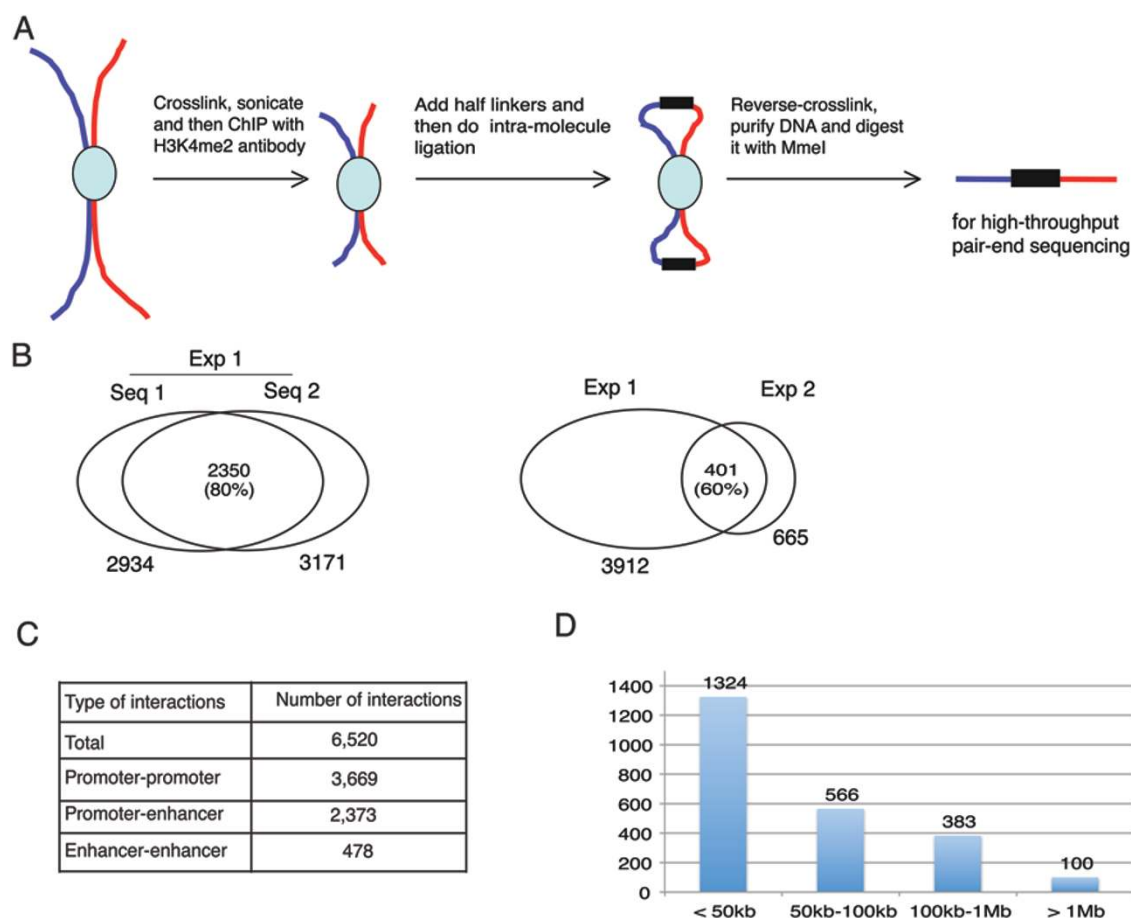 A
Crosslink, sonicate
and then ChIP with
H3K4me2 antibody
Add half linkers and
then do intra-molecule
ligation
Reverse-crosslink,
purify DNA and digest
it with MmeI
for high-throughput
pair-end sequencing
B
Exp 1
Seq 1 Seq 2
2350
(80%)
2934 3171
Exp 1 Exp 2
401
(60%)
665
3912
C
Type of interactions Number of interactions
Total 6,520
Promoter-promoter 3,669
Promoter-enhancer 2,373
Enhancer-enhancer 478
D
1400
1200
1000
800
600
400
200
0
1324
566
383
100
< 50kb 50kb-100kb 100kb-1Mb > 1Mb